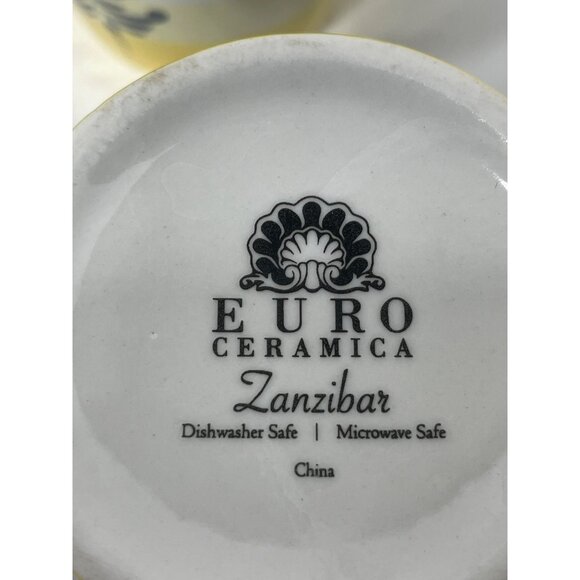 EURO
CERAMICA
Zanzibar
Dishwasher Safe | Microwave Safe
China